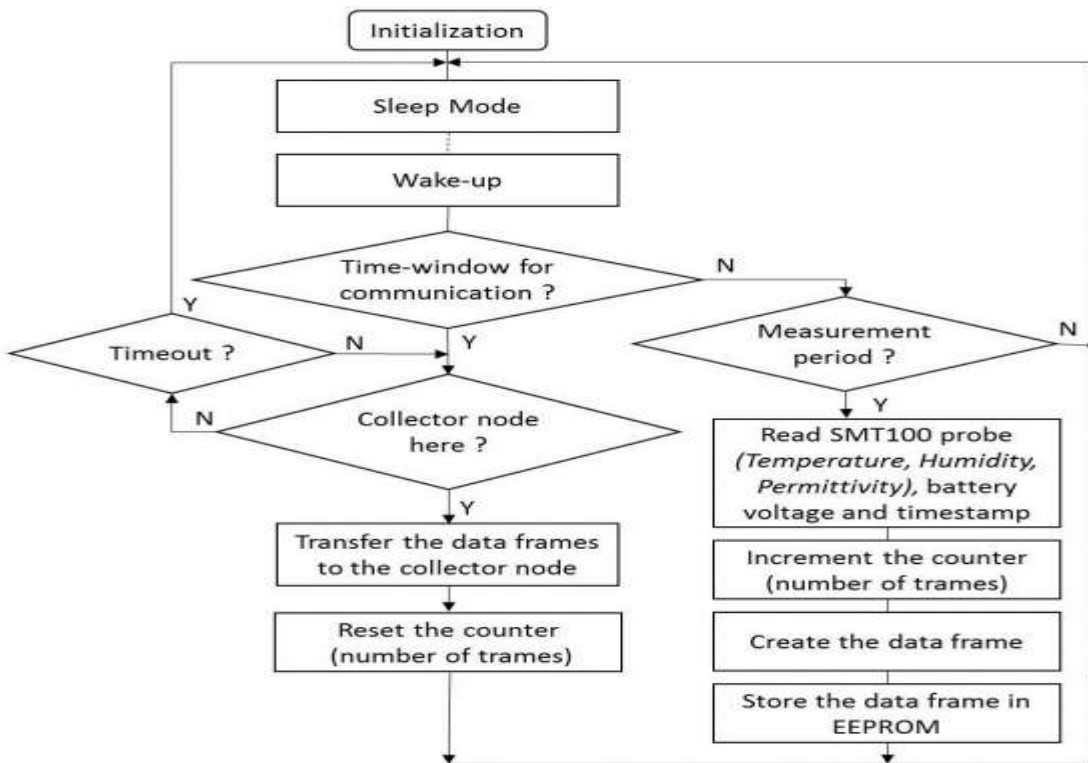 Initialization
Sleep Mode
Wake-up
Time-window for
communication ?
N
Y
Y
Timeout ?
N
Measurement
period ?
N
Y
N
Collector node
here ?
Y
Read SMT100 probe
(Temperature, Humidity,
Permittivity), battery
voltage and timestamp
Transfer the data frames
to the collector node
Increment the counter
(number of trames)
Reset the counter
(number of trames)
Create the data frame
Store the data frame in
EEPROM